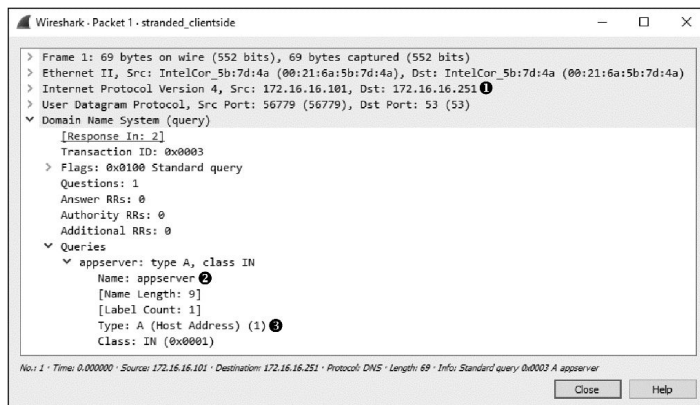 Wireshark · Packet 1 · stranded_clientside
> Frame 1: 69 bytes on wire (552 bits), 69 bytes captured (552 bits)
> Ethernet II, Src: IntelCor_5b:7d:4a (00:21:6a:5b:7d:4a), Dst: IntelCor_5b:7d:4a (00:21:6a:5b:7d:4a)
> Internet Protocol Version 4, Src: 172.16.16.101, Dst: 172.16.16.251 ❶
> User Datagram Protocol, Src Port: 56779 (56779), Dst Port: 53 (53)
Domain Name System (query)
[Response In: 2]
Transaction ID: 0x0003
> Flags: 0x0100 Standard query
Questions: 1
Answer RRs: 0
Authority RRs: 0
Additional RRs: 0
Queries
appserver: type A, class IN
Name: appserver ❷
[Name Length: 9]
[Label Count: 1]
Type: A (Host Address) (1) ❸
Class: IN (0x0001)
No.: 1 · Time: 0.000000 · Source: 172.16.16.101 · Destination: 172.16.16.251 · Protocol: DNS · Length: 69 · Info: Standard query 0x0003 A appserver
Close Help